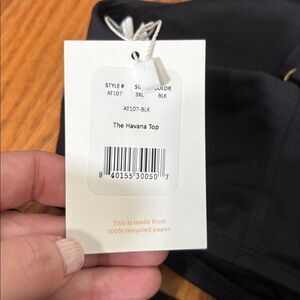 STYLE # SI COLOR
AT107 3XL BLK
AT107-BLK
The Havana Top
8 40155 30050 7
This is made from
100% recycled paper.